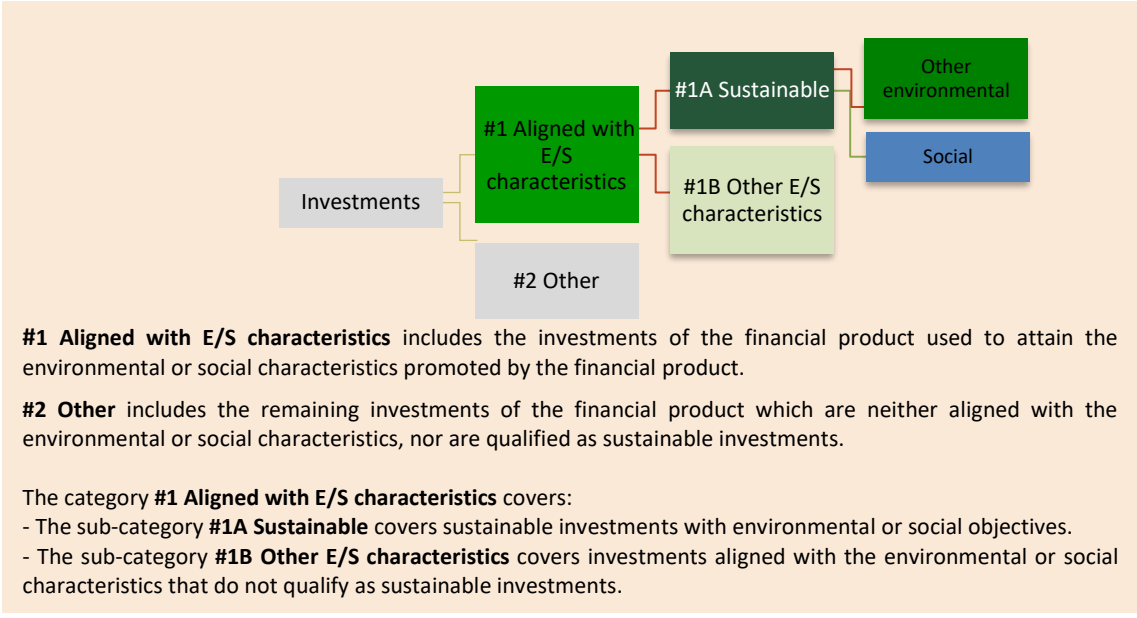 Investments
#1 Aligned with
E/S
characteristics
#2 Other
#1A Sustainable
#1B Other E/S
characteristics
Other
environmental
Social
#1 Aligned with E/S characteristics includes the investments of the financial product used to attain the
environmental or social characteristics promoted by the financial product.
#2 Other includes the remaining investments of the financial product which are neither aligned with the
environmental or social characteristics, nor are qualified as sustainable investments.
The category #1 Aligned with E/S characteristics covers:
- The sub-category #1A Sustainable covers sustainable investments with environmental or social objectives.
- The sub-category #1B Other E/S characteristics covers investments aligned with the environmental or social
characteristics that do not qualify as sustainable investments.